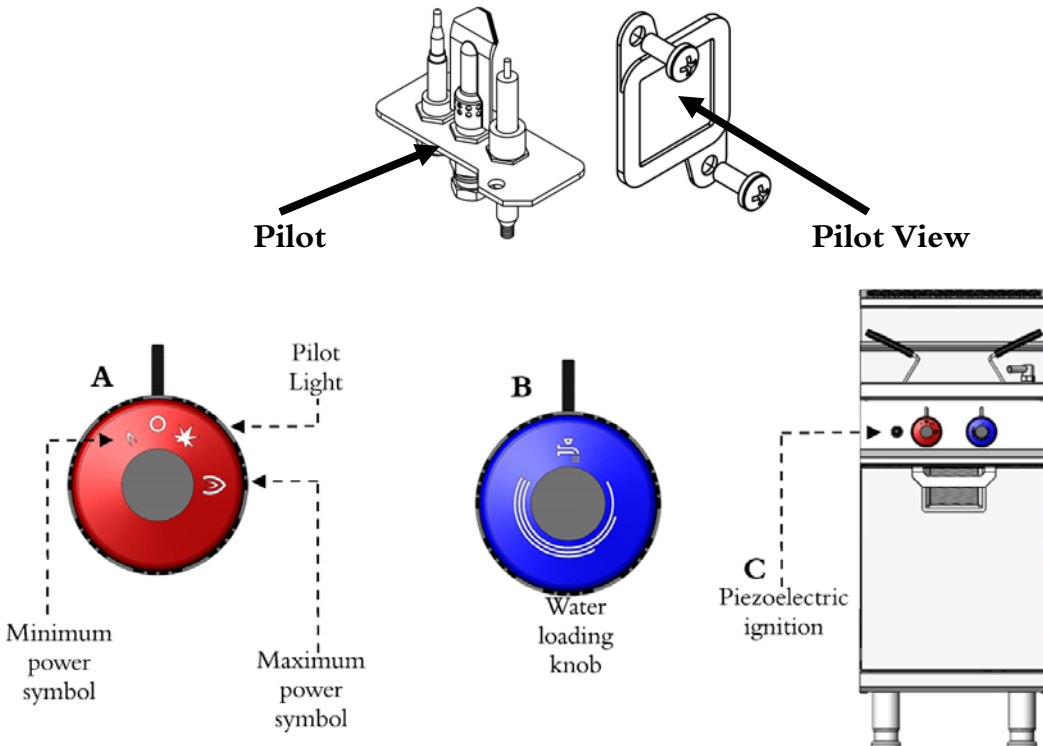 Pilot
Pilot View
A
Pilot
Light
B
C
Piezoelectric
ignition
Minimum
power
symbol
Maximum
power
symbol
Water
loading
knob